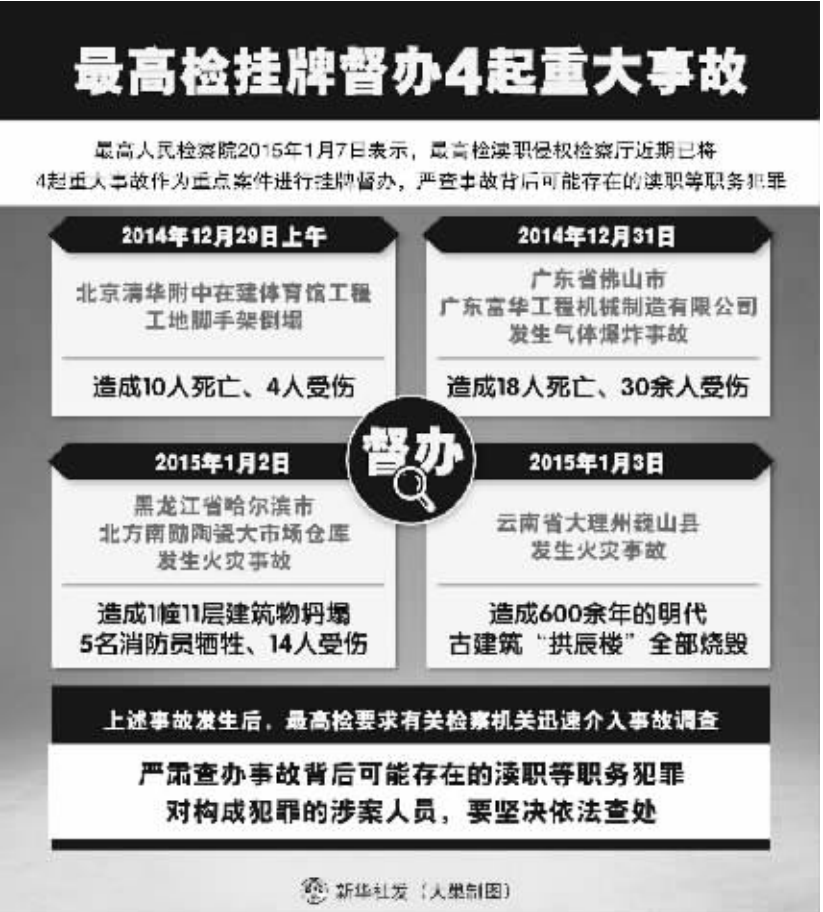 最高检挂牌督办4起重大事故
最高人民检察院2015年1月7日表示，最高检渎职侵权检察厅近期已将
4起重大事故作为重点案件进行挂牌督办，严查事故背后可能存在的渎职等职务犯罪
2014年12月29日上午
北京清华附中在建体育馆工程
工地脚手架倒塌
造成10人死亡、4人受伤
2014年12月31日
广东省佛山市
广东富华工程机械制造有限公司
发生气体爆炸事故
造成18人死亡、30余人受伤
督办
2015年1月2日
黑龙江省哈尔滨市
北方南勋陶瓷大市场仓库
发生火灾事故
造成1幢11层建筑物坍塌
5名消防员牺牲、14人受伤
2015年1月3日
云南省大理州巍山县
发生火灾事故
造成600余年的明代
古建筑“拱辰楼”全部烧毁
上述事故发生后，最高检要求有关检察机关迅速介入事故调查
严肃查办事故背后可能存在的渎职等职务犯罪
对构成犯罪的涉案人员，要坚决依法查处
新华社发（大巢制图）